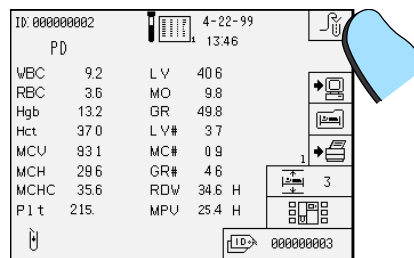 ID: 000000002 4-22-99
PD 1 13:46
WBC 9.2 LY 40 6
RBC 3.6 MO 9.8
Hgb 13.2 GR 49.8
Hct 37 0 LY# 3 7
MCV 93 1 MC# 0 9
MCH 28 6 GR# 4 6 1
MCHC 35.6 RDW 34.6 H 3
Plt 215. MPV 25.4 H
ID 000000003